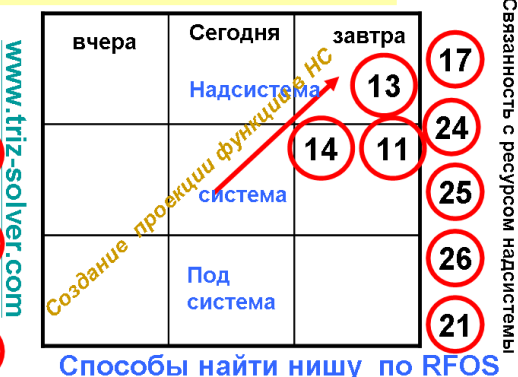 вчера
Сегодня
завтра
Надсистема
13
14
11
система
Под
система
Создание проекции функции в НС
17
24
25
26
21
www.triz-solver.com
Связанность с ресурсом надсистемы
Способы найти нишу по RFOS